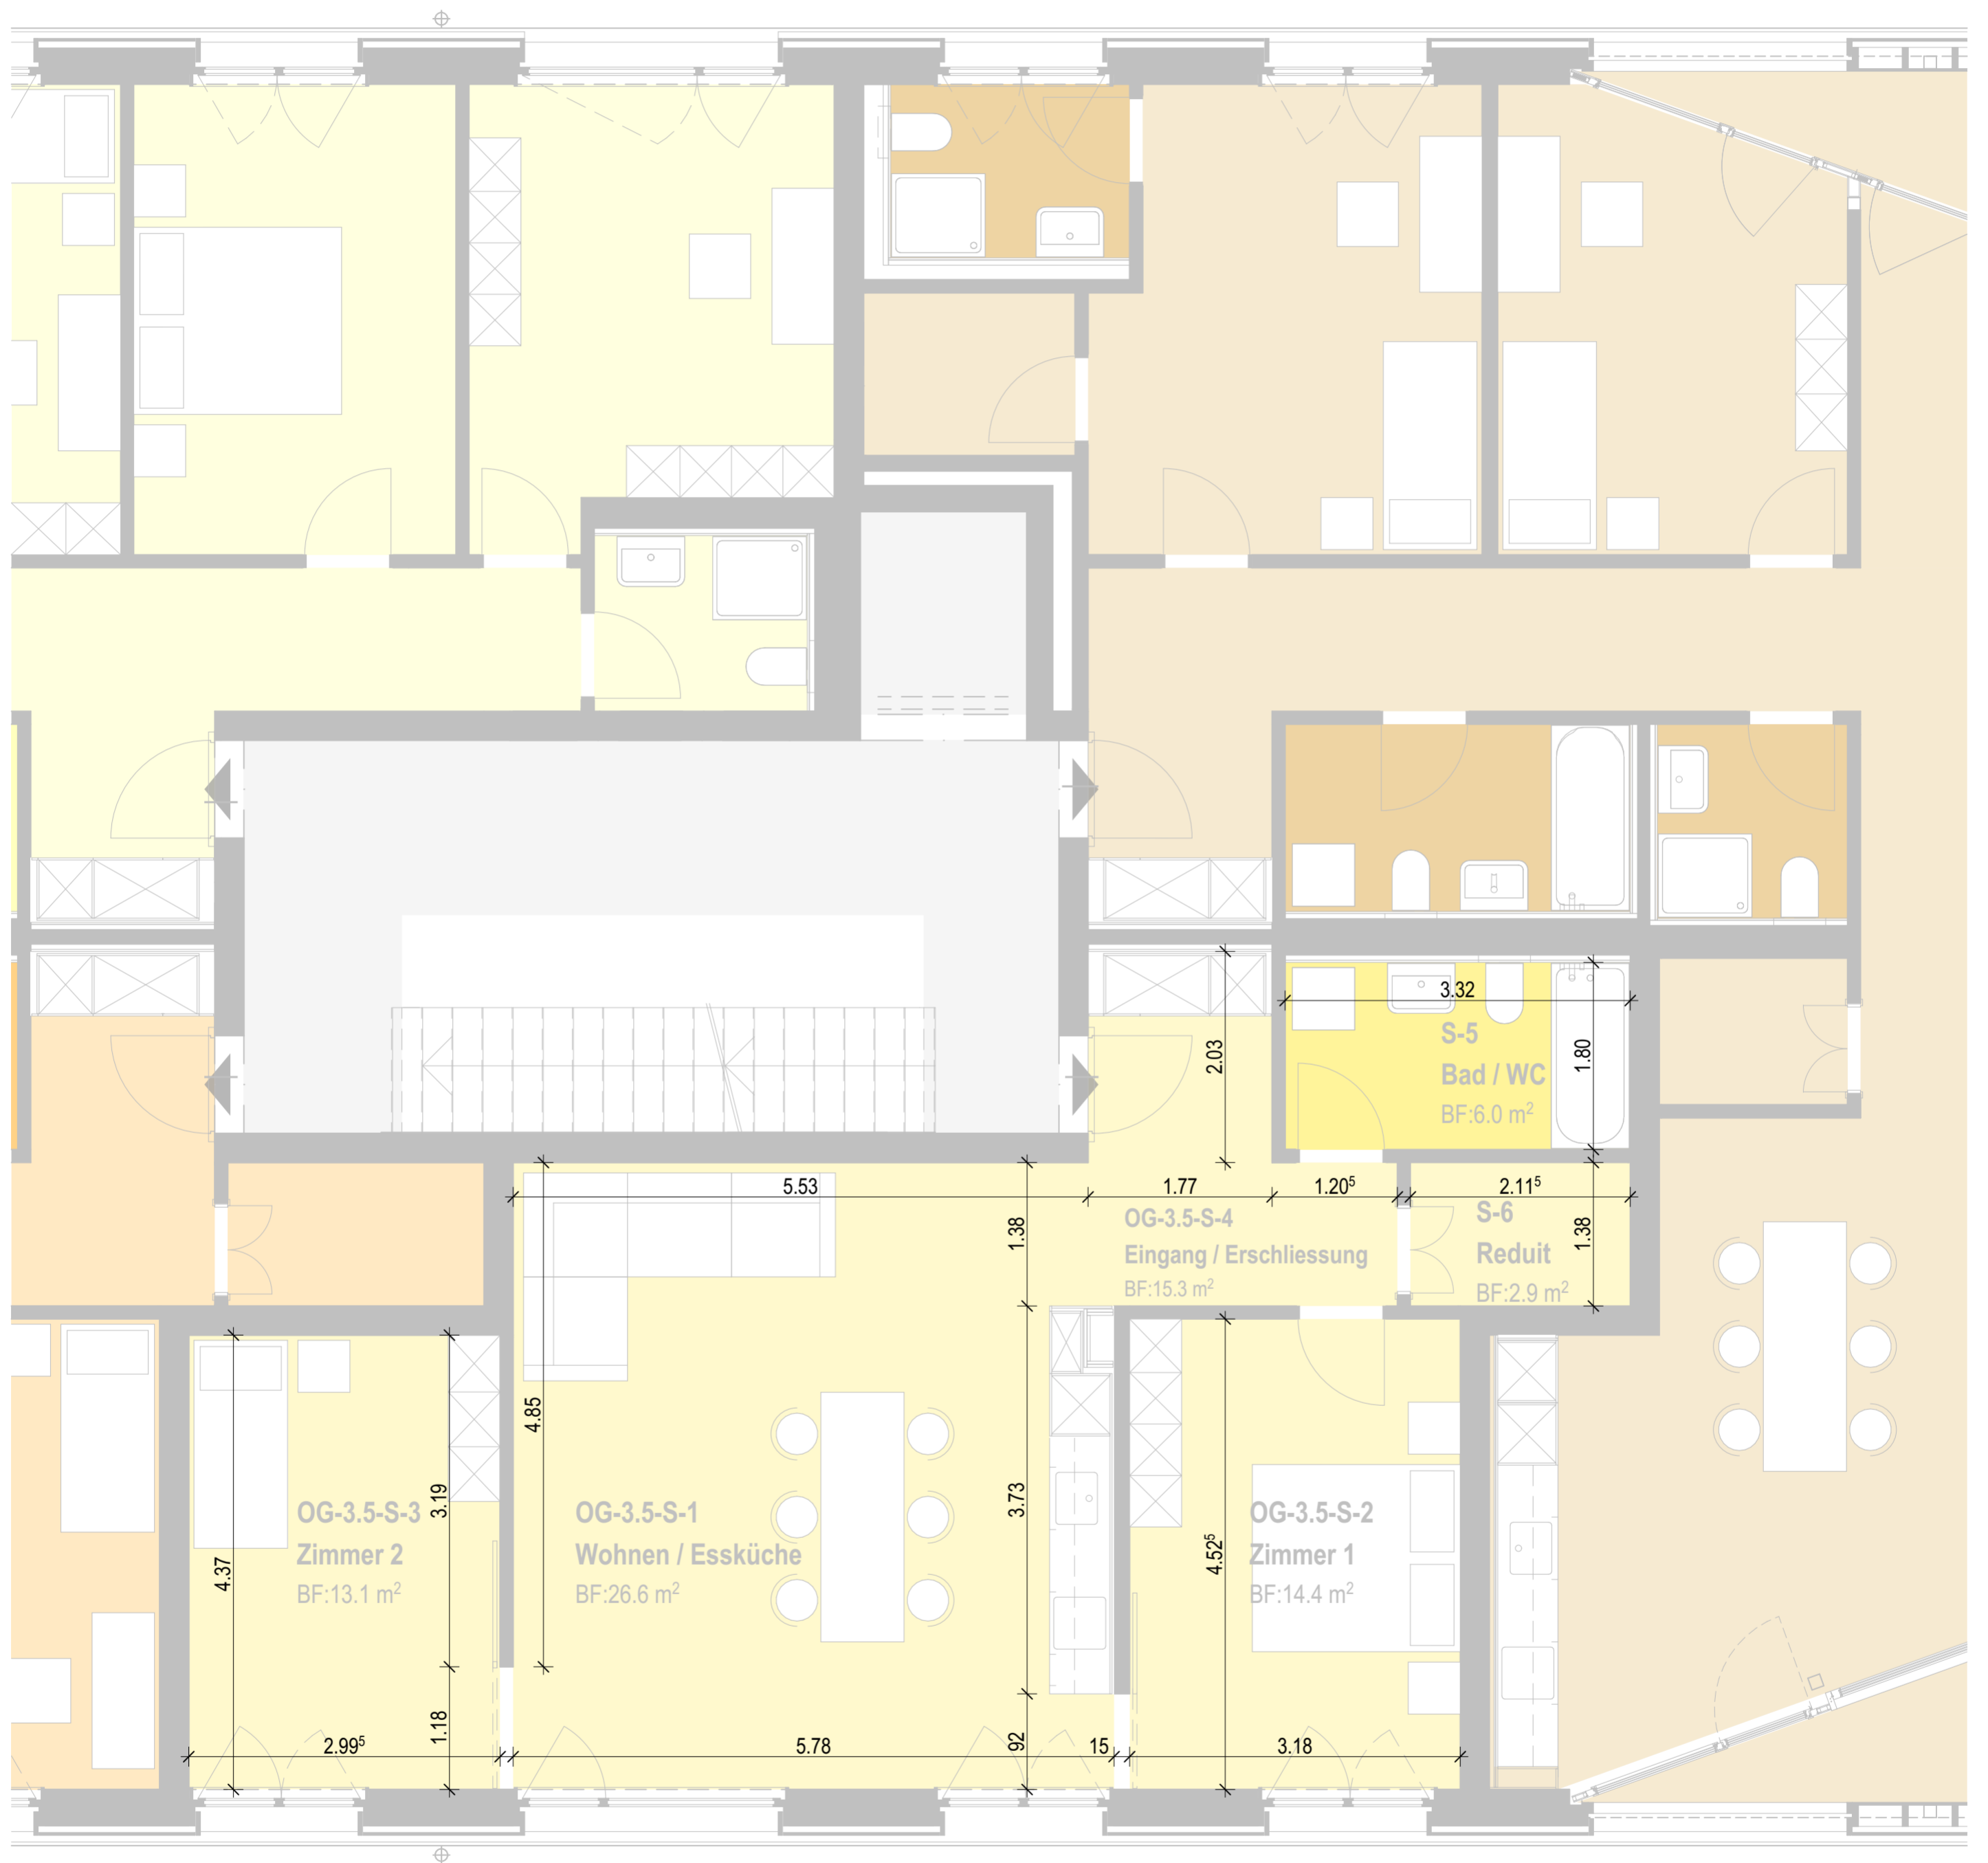 3.32
S-5
Bad / WC
BF:6.0 m²
1.80
2.03
5.53
1.77
1.20⁵
2.11⁵
OG-3.5-S-4
Eingang / Erschliessung
BF:15.3 m²
1.38
S-6
Reduit
BF:2.9 m²
1.38
4.85
3.19
4.37
OG-3.5-S-3
Zimmer 2
BF:13.1 m²
OG-3.5-S-1
Wohnen / Essküche
BF:26.6 m²
3.73
4.52⁵
OG-3.5-S-2
Zimmer 1
BF:14.4 m²
1.18
92
2.99⁵
5.78
15
3.18